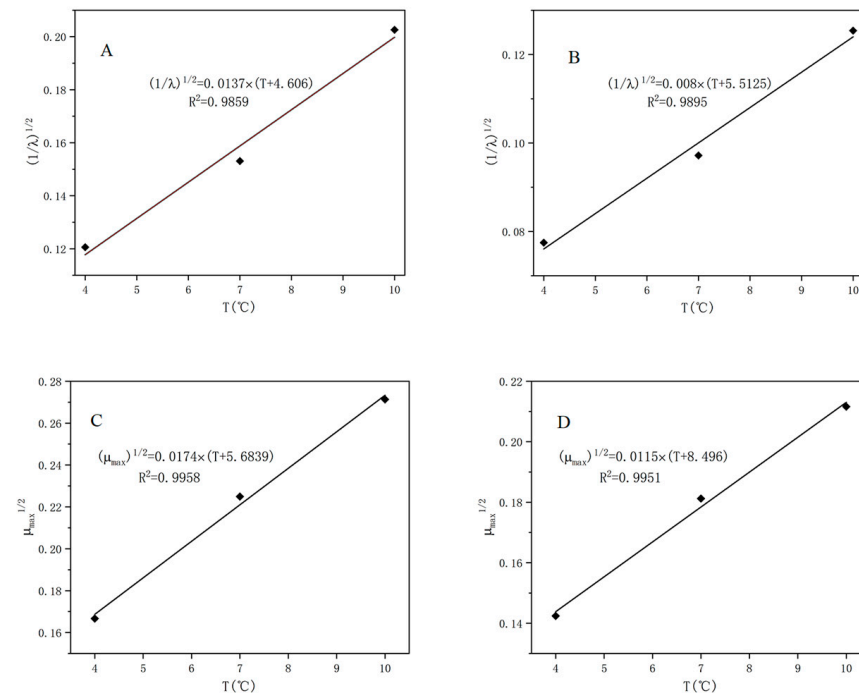 A
(1/λ)^1/2=0.0137×(T+4.606)
R²=0.9859
(1/λ)^1/2
0.20
0.18
0.16
0.14
0.12
4 5 6 7 8 9 10
T(℃)
B
(1/λ)^1/2=0.008×(T+5.5125)
R²=0.9895
(1/λ)^1/2
0.12
0.10
0.08
4 5 6 7 8 9 10
T(℃)
C
(μmax)^1/2=0.0174×(T+5.6839)
R²=0.9958
μmax^1/2
0.28
0.26
0.24
0.22
0.20
0.18
0.16
4 5 6 7 8 9 10
T(℃)
D
(μmax)^1/2=0.0115×(T+8.496)
R²=0.9951
μmax^1/2
0.22
0.20
0.18
0.16
0.14
4 5 6 7 8 9 10
T(℃)